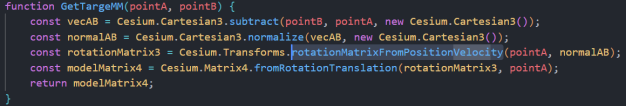 function GetTargeMM(pointA, pointB) {
const vecAB = Cesium.Cartesian3.subtract(pointB, pointA, new Cesium.Cartesian3());
const normalAB = Cesium.Cartesian3.normalize(vecAB, new Cesium.Cartesian3());
const rotationMatrix3 = Cesium.Transforms.rotationMatrixFromPositionVelocity(pointA, normalAB);
const modelMatrix4 = Cesium.Matrix4.fromRotationTranslation(rotationMatrix3, pointA);
return modelMatrix4;
}